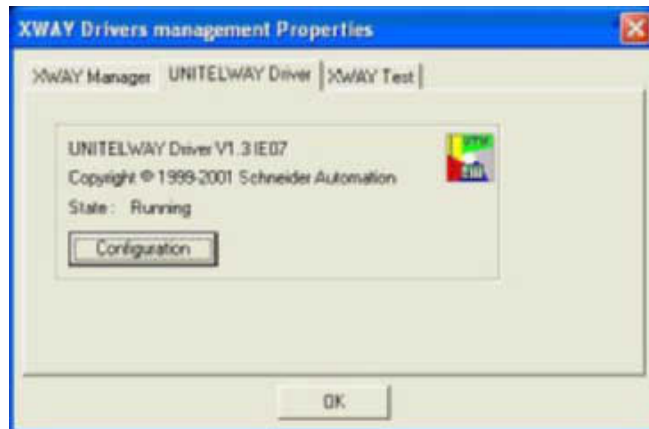 XWAY Drivers management Properties
XWAY Manager UNITELWAY Driver XWAY Test
UNITELWAY Driver V1.3 IE07
Copyright © 1999-2001 Schneider Automation
State : Running
Configuration
OK